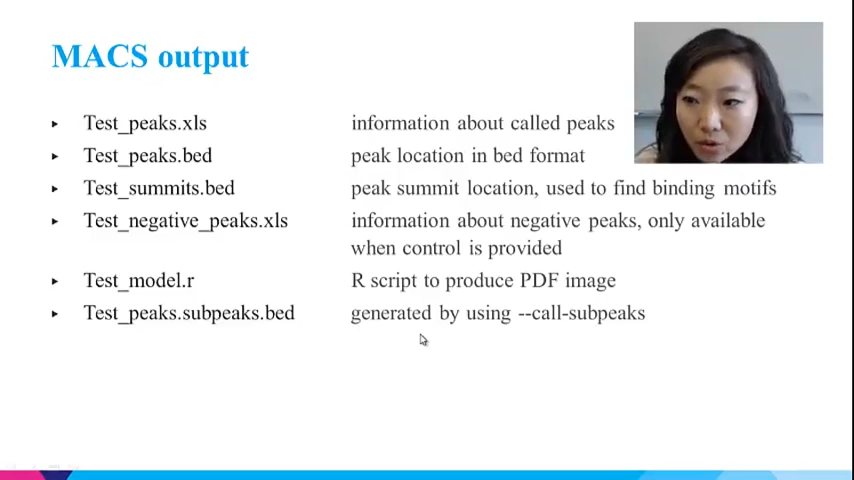 MACS output
Test_peaks.xls information about called peaks
Test_peaks.bed peak location in bed format
Test_summits.bed peak summit location, used to find binding motifs
Test_negative_peaks.xls information about negative peaks, only available
when control is provided
Test_model.r R script to produce PDF image
Test_peaks.subpeaks.bed generated by using --call-subpeaks